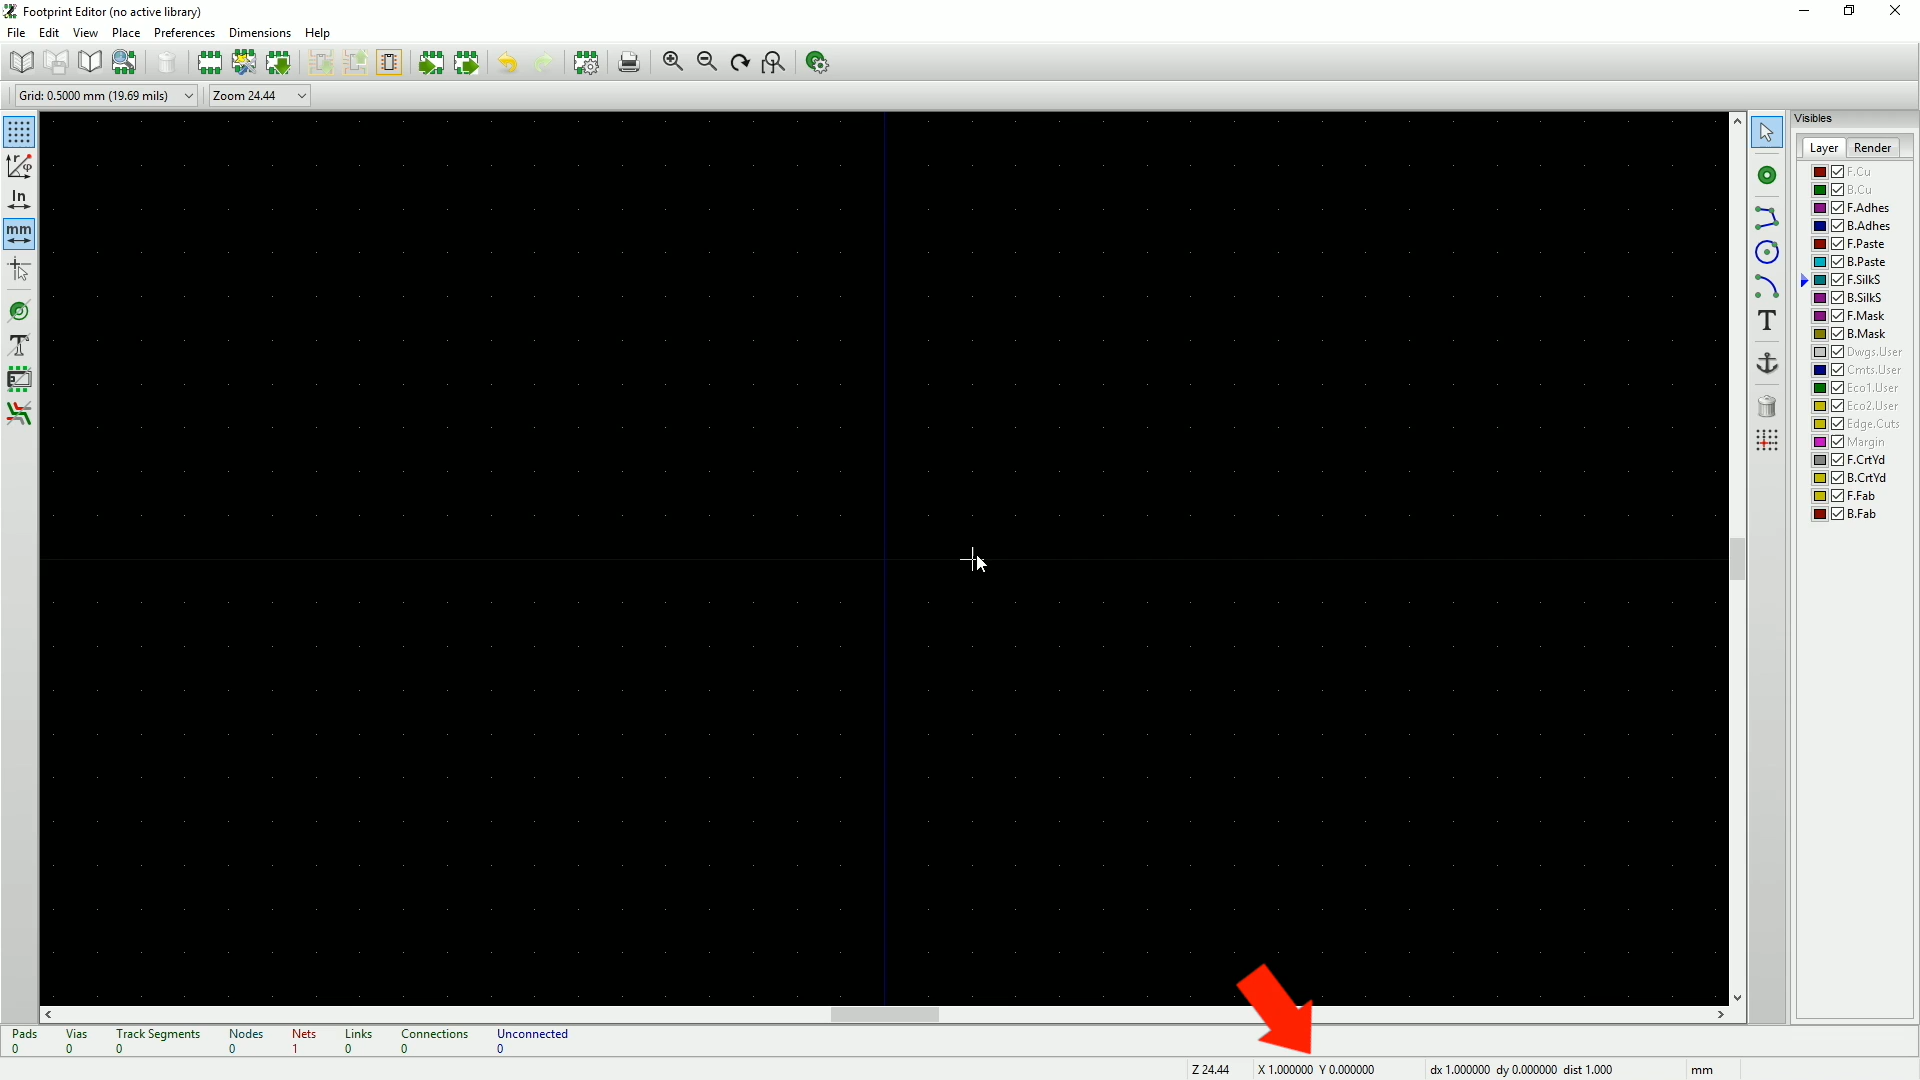 Footprint Editor (no active library)
File Edit View Place Preferences Dimensions Help
Grid: 0.5000 mm (19.69 mils) Zoom 24.44
In
mm
T
Visibles
Layer Render
F.Cu
B.Cu
F.Adhes
B.Adhes
F.Paste
B.Paste
F.SilkS
B.SilkS
F.Mask
B.Mask
Dwgs.User
Cmts.User
Eco1.User
Eco2.User
Edge.Cuts
Margin
F.CrtYd
B.CrtYd
F.Fab
B.Fab
Pads Vias Track Segments Nodes Nets Links Connections Unconnected
0 0 0 0 1 0 0 0
Z 24.44 X 1.000000 Y 0.000000 dx 1.000000 dy 0.000000 dist 1.000 mm